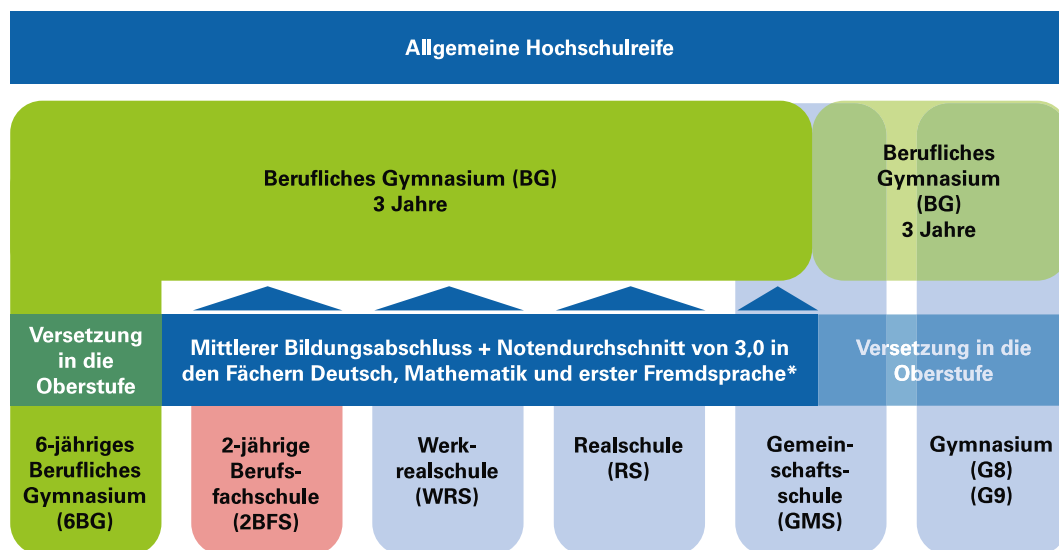 Allgemeine Hochschulreife
Berufliches Gymnasium (BG)
3 Jahre
Berufliches
Gymnasium
(BG)
3 Jahre
Versetzung
in die
Oberstufe
Mittlerer Bildungsabschluss + Notendurchschnitt von 3,0 in
den Fächern Deutsch, Mathematik und erster Fremdsprache*
Versetzung in die
Oberstufe
6-jähriges
Berufliches
Gymnasium
(6BG)
2-jährige
Berufs-
fachschule
(2BFS)
Werk-
realschule
(WRS)
Realschule
(RS)
Gemein-
schafts-
schule
(GMS)
Gymnasium
(G8)
(G9)